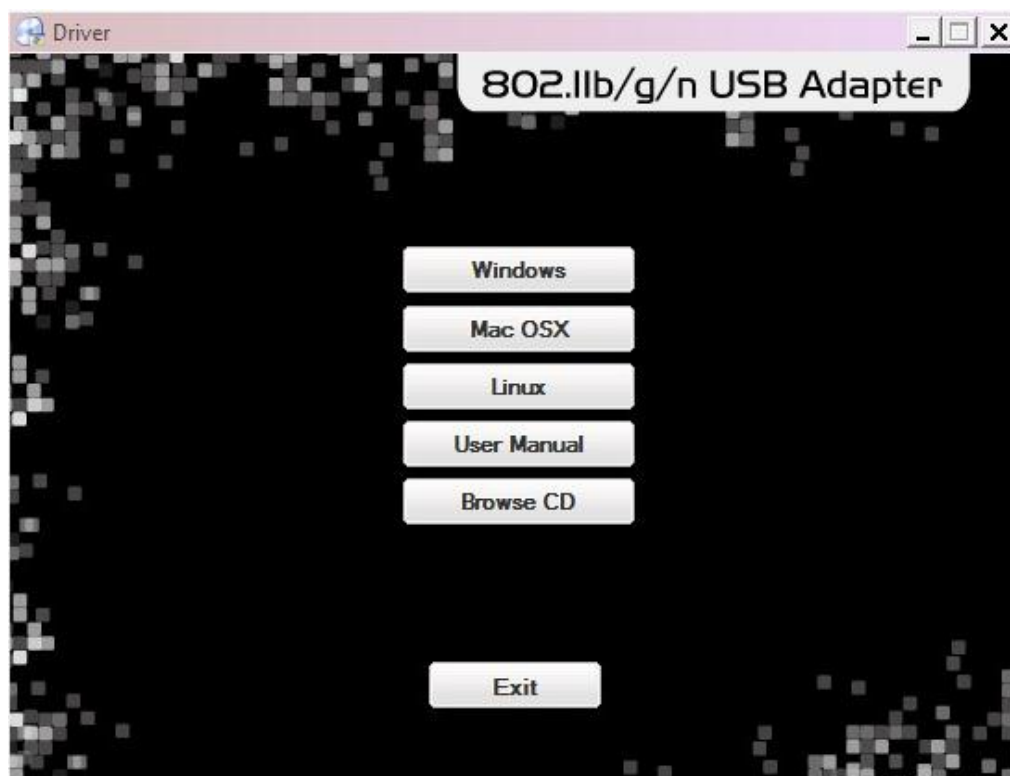 Driver
802.11b/g/n USB Adapter
Windows
Mac OSX
Linux
User Manual
Browse CD
Exit